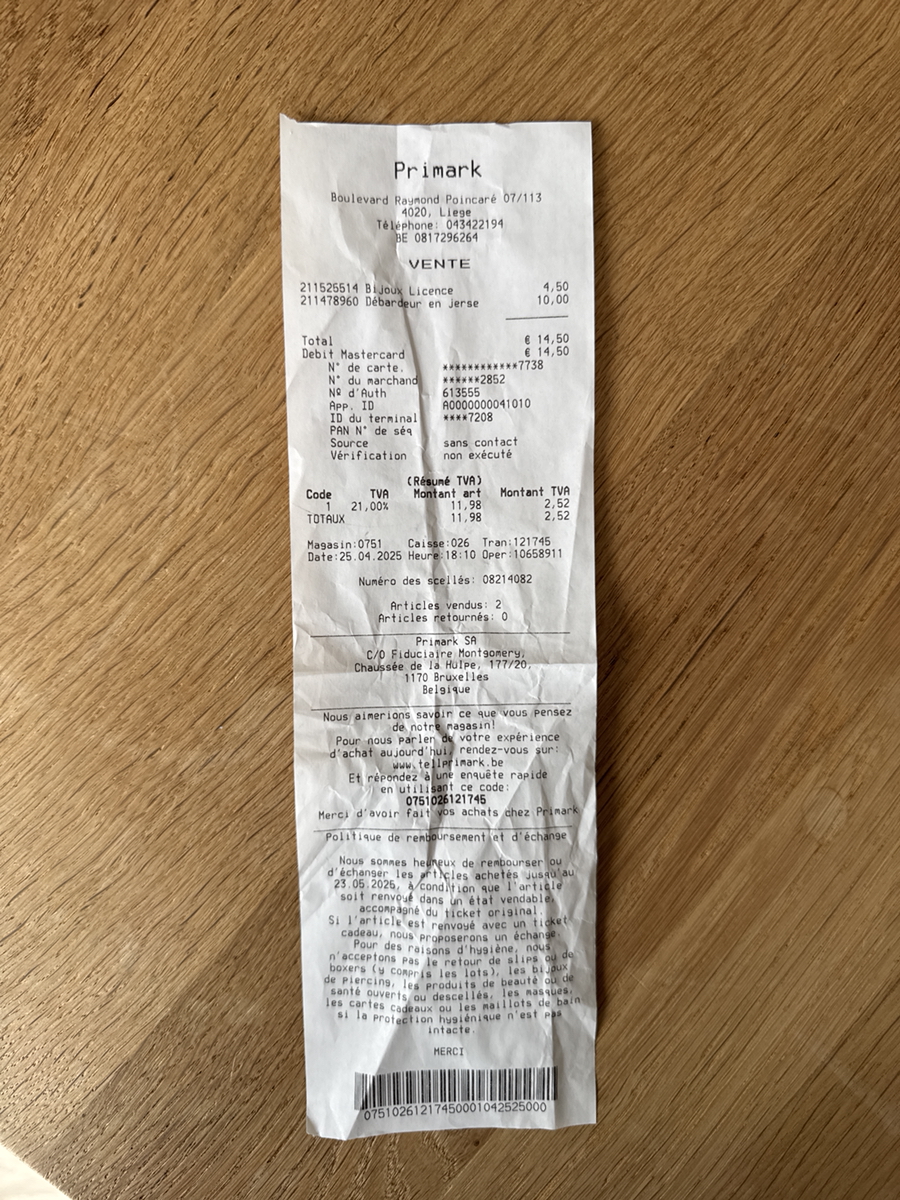 Primark
Boulevard Raymond Poincaré 07/113
4020, Liege
Téléphone: 043422194
BE 0817296264
VENTE
211525514 Bijoux Licence 4,50
211478960 Débardeur en Jerse 10,00
Total € 14,50
Debit Mastercard € 14,50
N° de carte. ************7738
N° du marchand ******2852
Nº d'Auth 613555
App. ID A0000000041010
ID du terminal ****7208
PAN N° de séq
Source sans contact
Vérification non exécuté
(Résumé TVA)
Code TVA Montant art Montant TVA
1 21,00% 11,98 2,52
TOTAUX 11,98 2,52
Magasin:0751 Caisse:026 Tran:121745
Date:25.04.2025 Heure:18:10 Oper:10658911
Numéro des scellés: 08214082
Articles vendus: 2
Articles retournés: 0
Primark SA
C/O Fiduciaire Montgomery,
Chaussée de la Hulpe, 177/20,
1170 Bruxelles
Belgique
Nous aimerions savoir ce que vous pensez
de notre magasin!
Pour nous parler de votre expérience
d'achat aujourd'hui, rendez-vous sur:
www.tellprimark.be
Et répondez à une enquête rapide
en utilisant ce code:
0751026121745
Merci d'avoir fait vos achats chez Primark
Politique de remboursement et d'échange
Nous sommes heureux de rembourser ou
d'échanger les articles achetés jusqu'au
23.05.2025, à condition que l'article
soit renvoyé dans un état vendable,
accompagné du ticket original.
Si l'article est renvoyé avec un ticket
cadeau, nous proposerons un échange.
Pour des raisons d'hygiène, nous
n'acceptons pas le retour de slips ou de
boxers (y compris les lots), les bijoux
de piercing, les produits de beauté ou de
santé ouverts ou descellés, les masques,
les cartes cadeaux ou les maillots de bain
si la protection hygiénique n'est pas
intacte.
MERCI
07510261217450001042525000